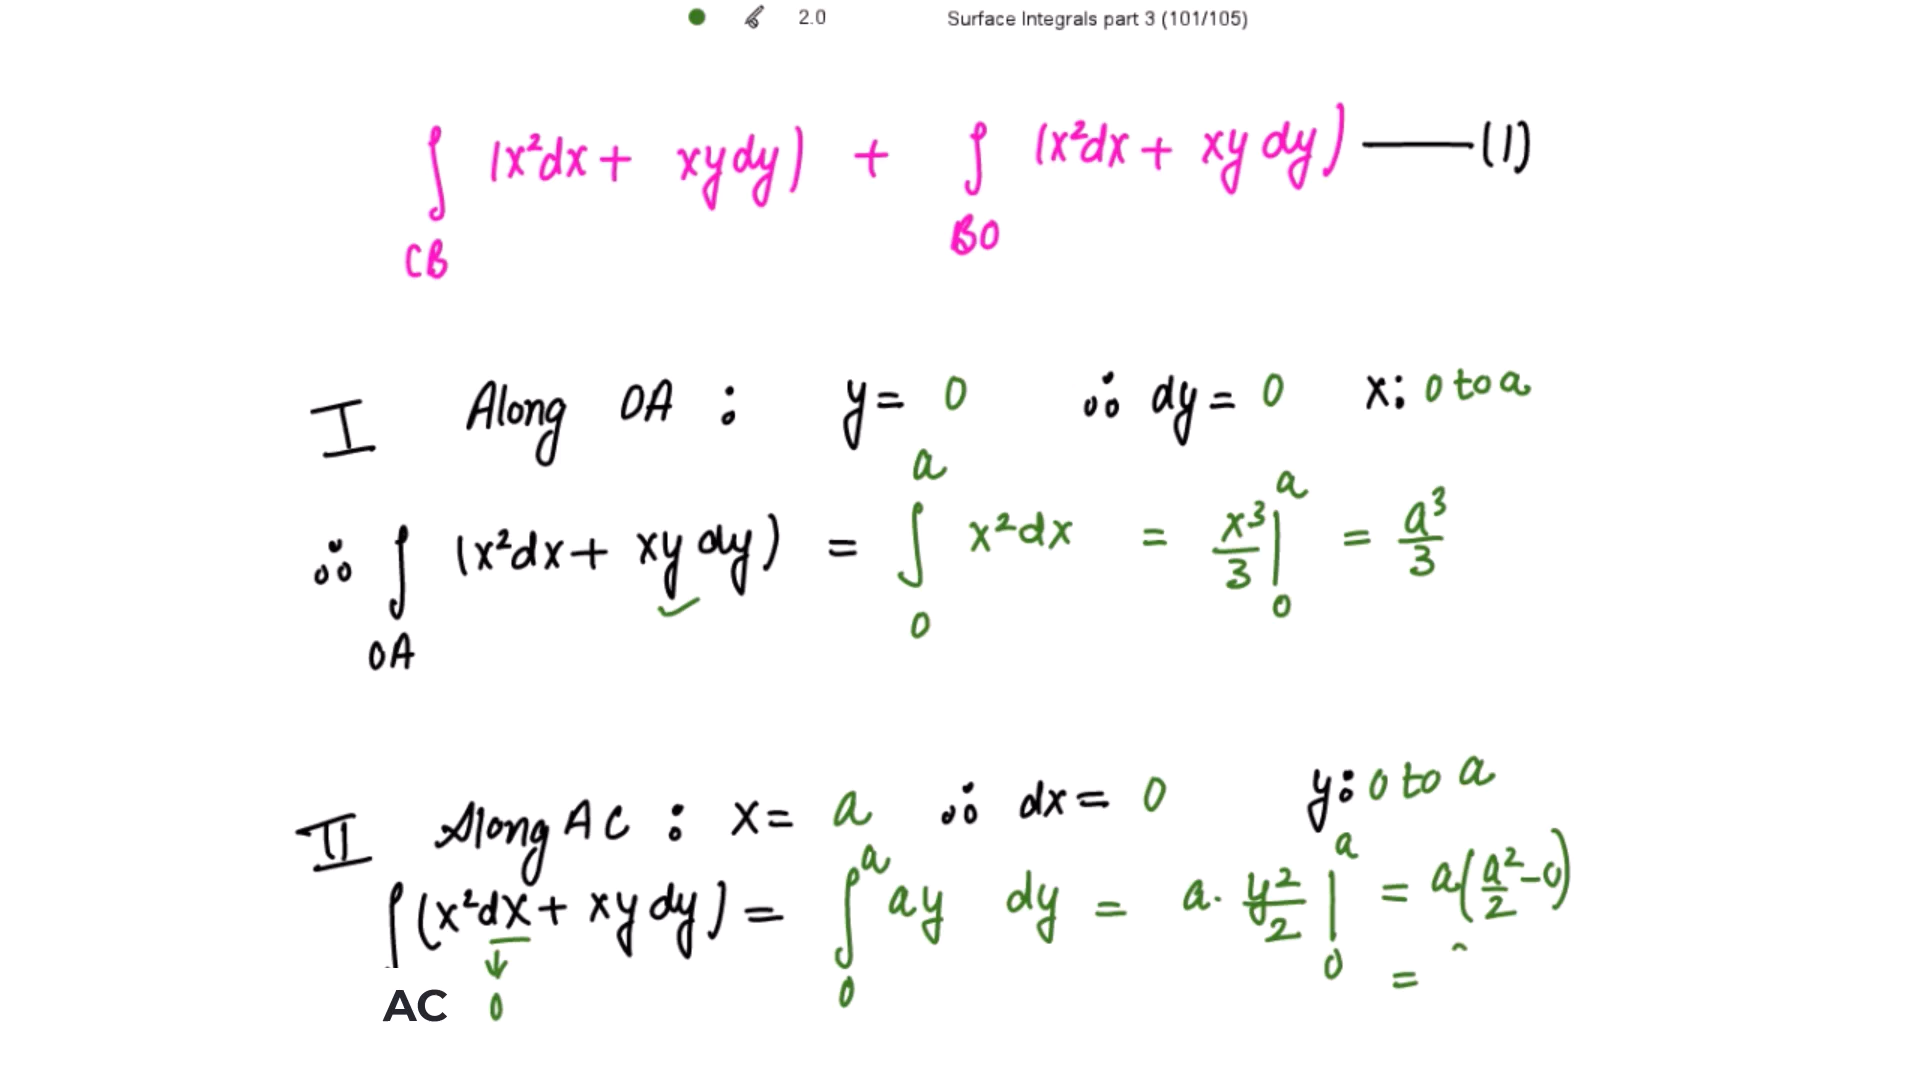 2.0 Surface Integrals part 3 (101/105)
∫CB (x²dx + xy dy) + ∫BO (x²dx + xy dy) —— (1)
I Along OA : y = 0 ∴ dy = 0 x: 0 to a
∴ ∫OA (x²dx + xy dy) = ∫₀ᵃ x²dx = x³/3 |₀ᵃ = a³/3
II Along AC : x = a ∴ dx = 0 y: 0 to a
∫AC (x²dx + xy dy) = ∫₀ᵃ ay dy = a. y²/2 |₀ᵃ = a(a²/2 - 0)
↓
0 =